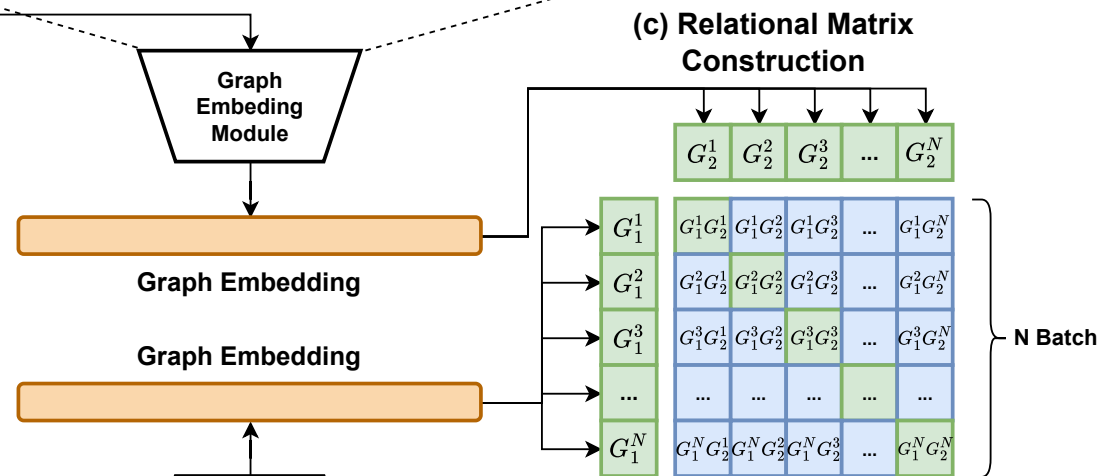 (c) Relational Matrix
Construction
Graph
Embeding
Module
G_2^1 G_2^2 G_2^3 ... G_2^N
Graph Embedding
Graph Embedding
G_1^1
G_1^2
G_1^3
...
G_1^N
G_1^1G_2^1 G_1^1G_2^2 G_1^1G_2^3 ... G_1^1G_2^N
G_1^2G_2^1 G_1^2G_2^2 G_1^2G_2^3 ... G_1^2G_2^N
G_1^3G_2^1 G_1^3G_2^2 G_1^3G_2^3 ... G_1^3G_2^N
... ... ... ... ...
G_1^NG_2^1 G_1^NG_2^2 G_1^NG_2^3 ... G_1^NG_2^N
N Batch